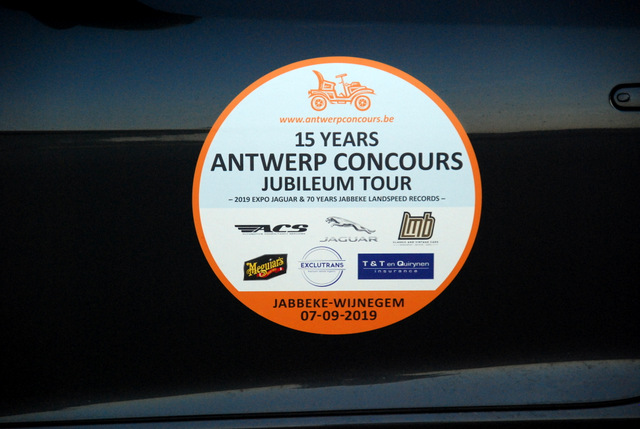 www.antwerpconcours.be
15 YEARS
ANTWERP CONCOURS
JUBILEUM TOUR
– 2019 EXPO JAGUAR & 70 YEARS JABBEKE LANDSPEED RECORDS –
ACS
JAGUAR
lmb
Meguiar's
EXCLUTRANS
T & T en Quirynen
insurance
JABBEKE-WIJNEGEM
07-09-2019